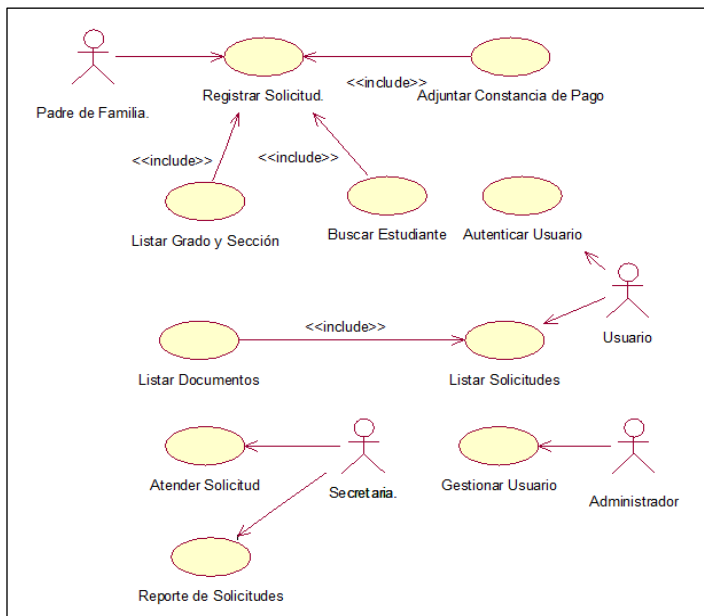 Padre de Familia.
Registrar Solicitud.
<<include>>
Adjuntar Constancia de Pago
<<include>>
<<include>>
Listar Grado y Sección
Buscar Estudiante
Autenticar Usuario
Usuario
<<include>>
Listar Documentos
Listar Solicitudes
Atender Solicitud
Secretaria.
Gestionar Usuario
Administrador
Reporte de Solicitudes